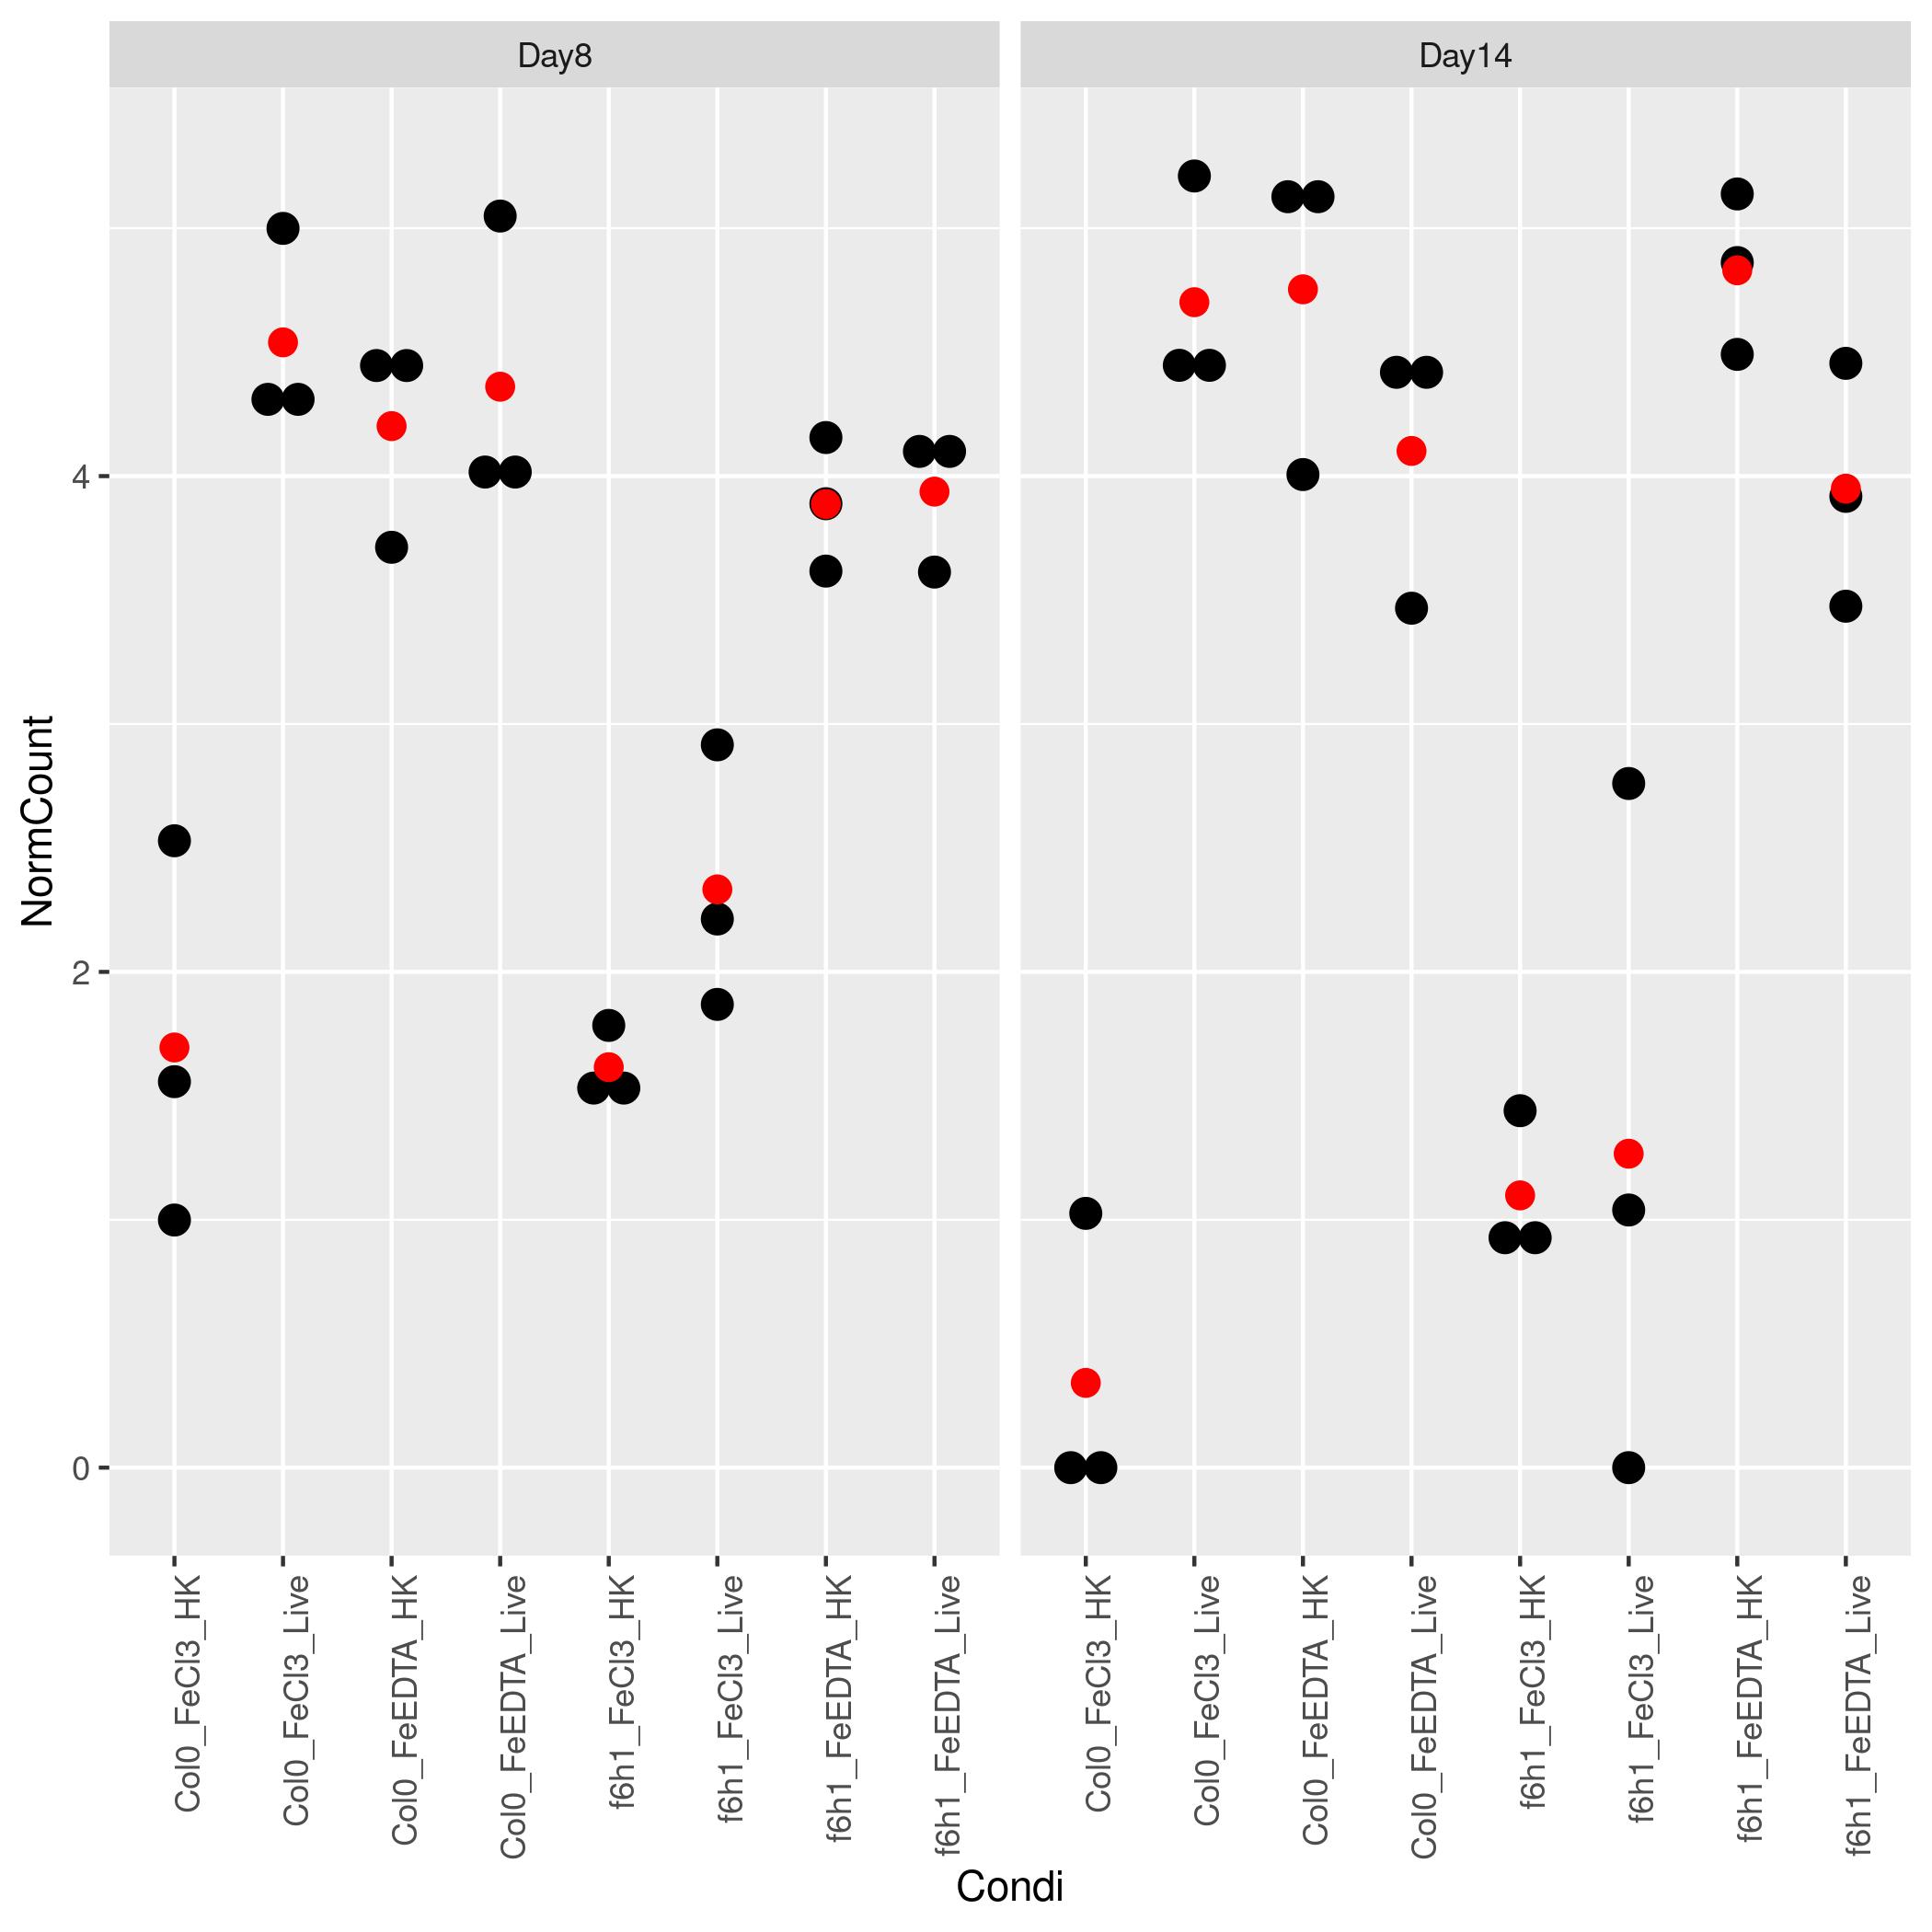 Day8
Day14
NormCount
4
2
0
Col0_FeCl3_HK
Col0_FeCl3_Live
Col0_FeEDTA_HK
Col0_FeEDTA_Live
f6h1_FeCl3_HK
f6h1_FeCl3_Live
f6h1_FeEDTA_HK
f6h1_FeEDTA_Live
Col0_FeCl3_HK
Col0_FeCl3_Live
Col0_FeEDTA_HK
Col0_FeEDTA_Live
f6h1_FeCl3_HK
f6h1_FeCl3_Live
f6h1_FeEDTA_HK
f6h1_FeEDTA_Live
Condi